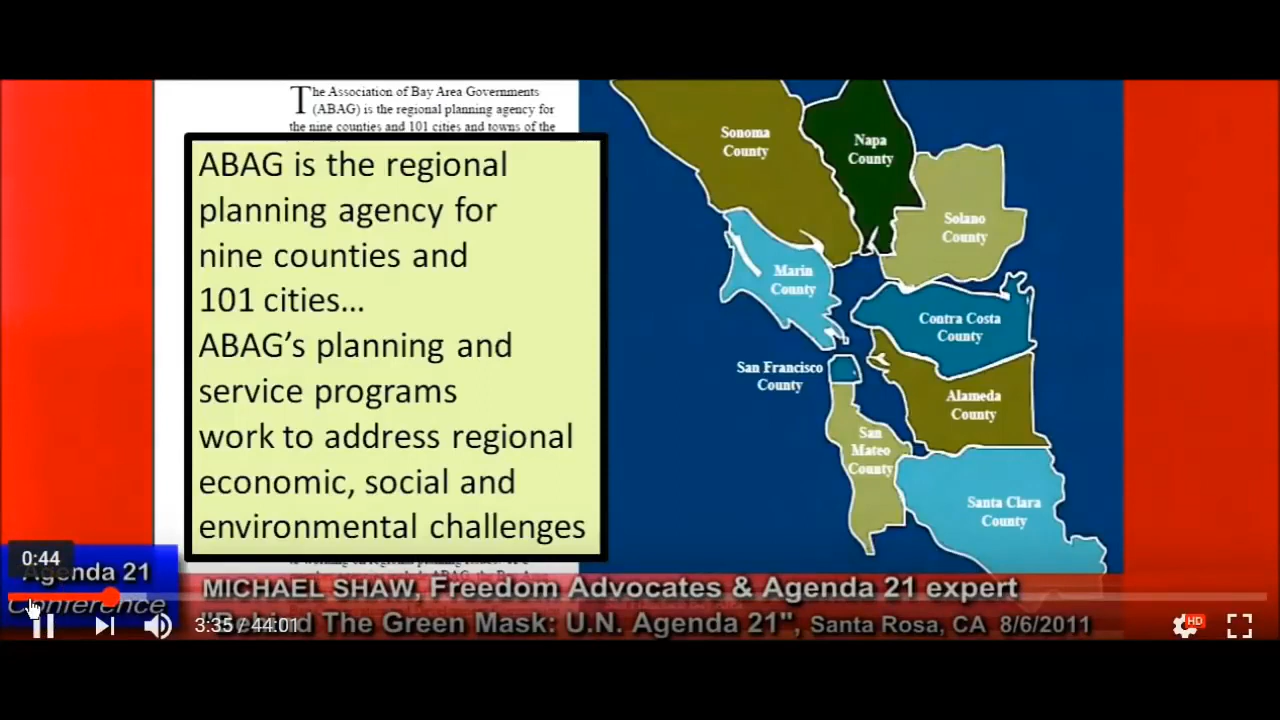 The Association of Bay Area Governments
(ABAG) is the regional planning agency for
the nine counties and 101 cities and towns of the
ABAG is the regional
planning agency for
nine counties and
101 cities…
ABAG’s planning and
service programs
work to address regional
economic, social and
environmental challenges
Sonoma
County
Napa
County
Solano
County
Marin
County
Contra Costa
County
San Francisco
County
Alameda
County
San
Mateo
County
Santa Clara
County
0:44
Agenda 21
Conference
MICHAEL SHAW, Freedom Advocates & Agenda 21 expert
The Green Mask: U.N. Agenda 21", Santa Rosa, CA 8/6/2011
3:35 / 44:01
HD